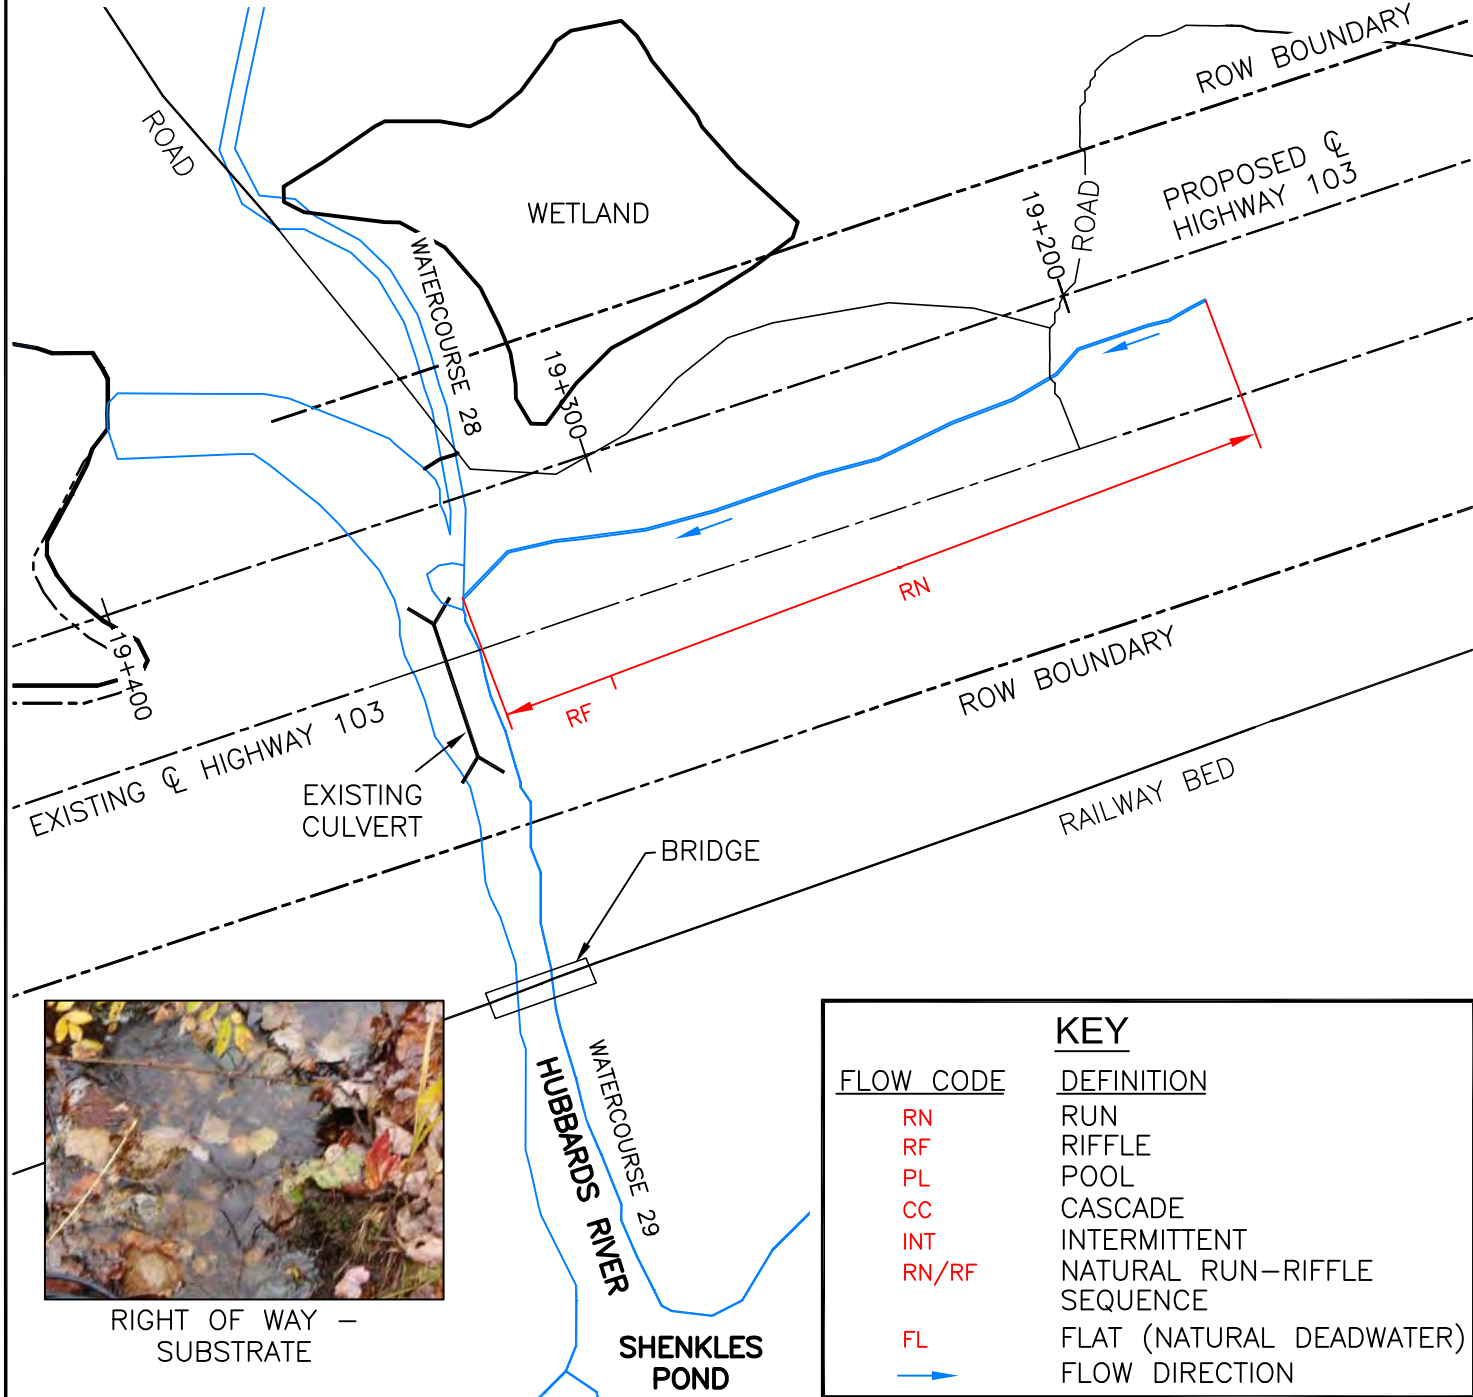 ROW BOUNDARY
ROAD
PROPOSED ℄
HIGHWAY 103
WETLAND
19+200
ROAD
WATERCOURSE 28
19+300
RN
19+400
ROW BOUNDARY
RF
EXISTING ℄ HIGHWAY 103
EXISTING
CULVERT
RAILWAY BED
BRIDGE
HUBBARDS RIVER
WATERCOURSE 29
RIGHT OF WAY –
SUBSTRATE
SHENKLES
POND
KEY
FLOW CODE DEFINITION
RN RUN
RF RIFFLE
PL POOL
CC CASCADE
INT INTERMITTENT
RN/RF NATURAL RUN–RIFFLE
SEQUENCE
FL FLAT (NATURAL DEADWATER)
FLOW DIRECTION